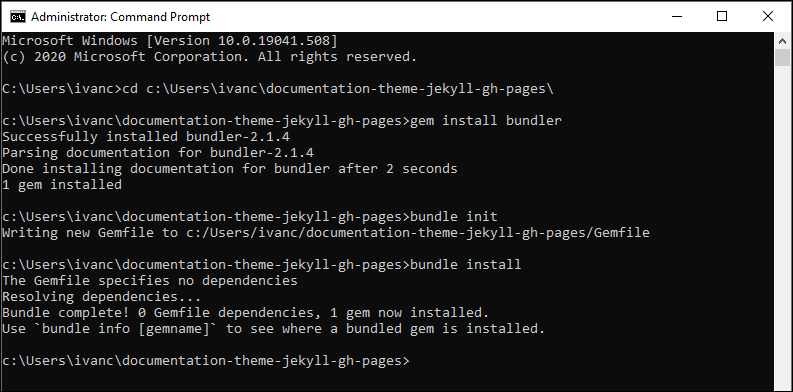 Administrator: Command Prompt
Microsoft Windows [Version 10.0.19041.508]
(c) 2020 Microsoft Corporation. All rights reserved.
C:\Users\ivanc>cd c:\Users\ivanc\documentation-theme-jekyll-gh-pages\
c:\Users\ivanc\documentation-theme-jekyll-gh-pages>gem install bundler
Successfully installed bundler-2.1.4
Parsing documentation for bundler-2.1.4
Done installing documentation for bundler after 2 seconds
1 gem installed
c:\Users\ivanc\documentation-theme-jekyll-gh-pages>bundle init
Writing new Gemfile to c:/Users/ivanc/documentation-theme-jekyll-gh-pages/Gemfile
c:\Users\ivanc\documentation-theme-jekyll-gh-pages>bundle install
The Gemfile specifies no dependencies
Resolving dependencies...
Bundle complete! 0 Gemfile dependencies, 1 gem now installed.
Use `bundle info [gemname]` to see where a bundled gem is installed.
c:\Users\ivanc\documentation-theme-jekyll-gh-pages>